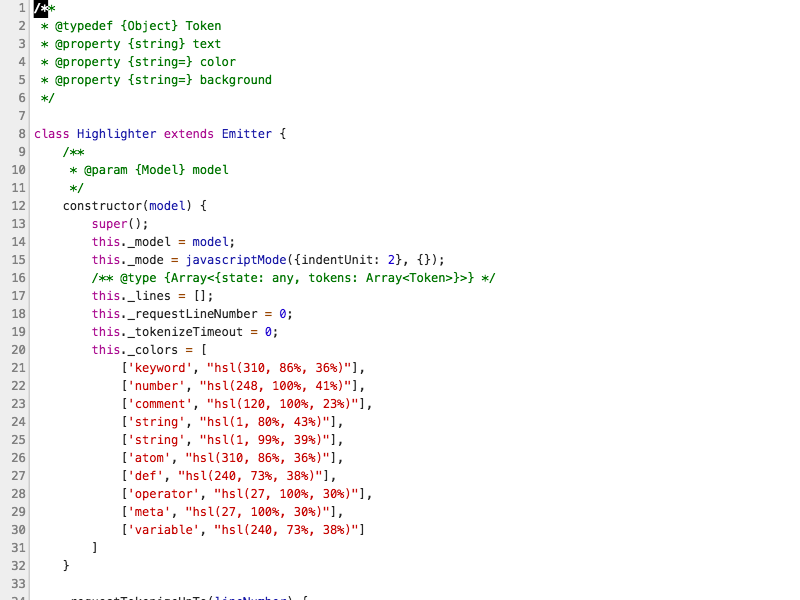 1 /**
2  * @typedef {Object} Token
3  * @property {string} text
4  * @property {string=} color
5  * @property {string=} background
6  */
7
8 class Highlighter extends Emitter {
9     /**
10      * @param {Model} model
11      */
12     constructor(model) {
13         super();
14         this._model = model;
15         this._mode = javascriptMode({indentUnit: 2}, {});
16         /** @type {Array<{state: any, tokens: Array<Token>}>} */
17         this._lines = [];
18         this._requestLineNumber = 0;
19         this._tokenizeTimeout = 0;
20         this._colors = [
21             ['keyword', "hsl(310, 86%, 36%)"],
22             ['number', "hsl(248, 100%, 41%)"],
23             ['comment', "hsl(120, 100%, 23%)"],
24             ['string', "hsl(1, 80%, 43%)"],
25             ['string', "hsl(1, 99%, 39%)"],
26             ['atom', "hsl(310, 86%, 36%)"],
27             ['def', "hsl(240, 73%, 38%)"],
28             ['operator', "hsl(27, 100%, 30%)"],
29             ['meta', "hsl(27, 100%, 30%)"],
30             ['variable', "hsl(240, 73%, 38%)"]
31         ]
32     }
33